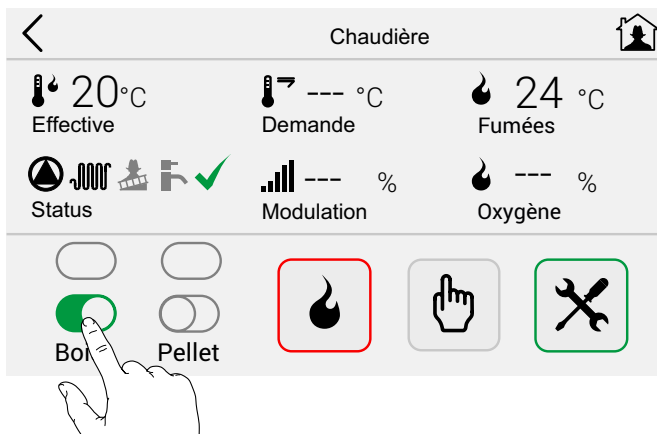 Chaudière
20°C --- °C 24 °C
Effective Demande Fumées
--- % --- %
Status Modulation Oxygène
Pellet